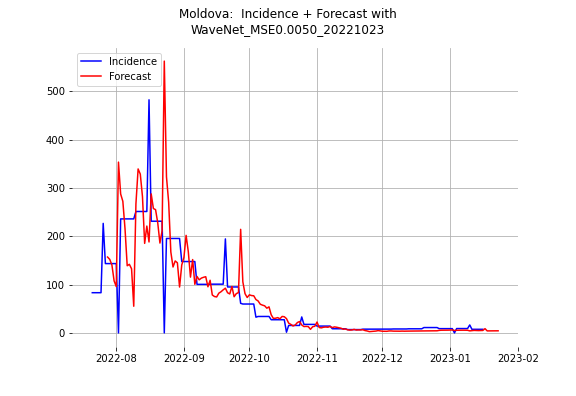 Moldova:  Incidence + Forecast with
WaveNet_MSE0.0050_20221023
Incidence
Forecast
500
400
300
200
100
0
2022-08 2022-09 2022-10 2022-11 2022-12 2023-01 2023-02